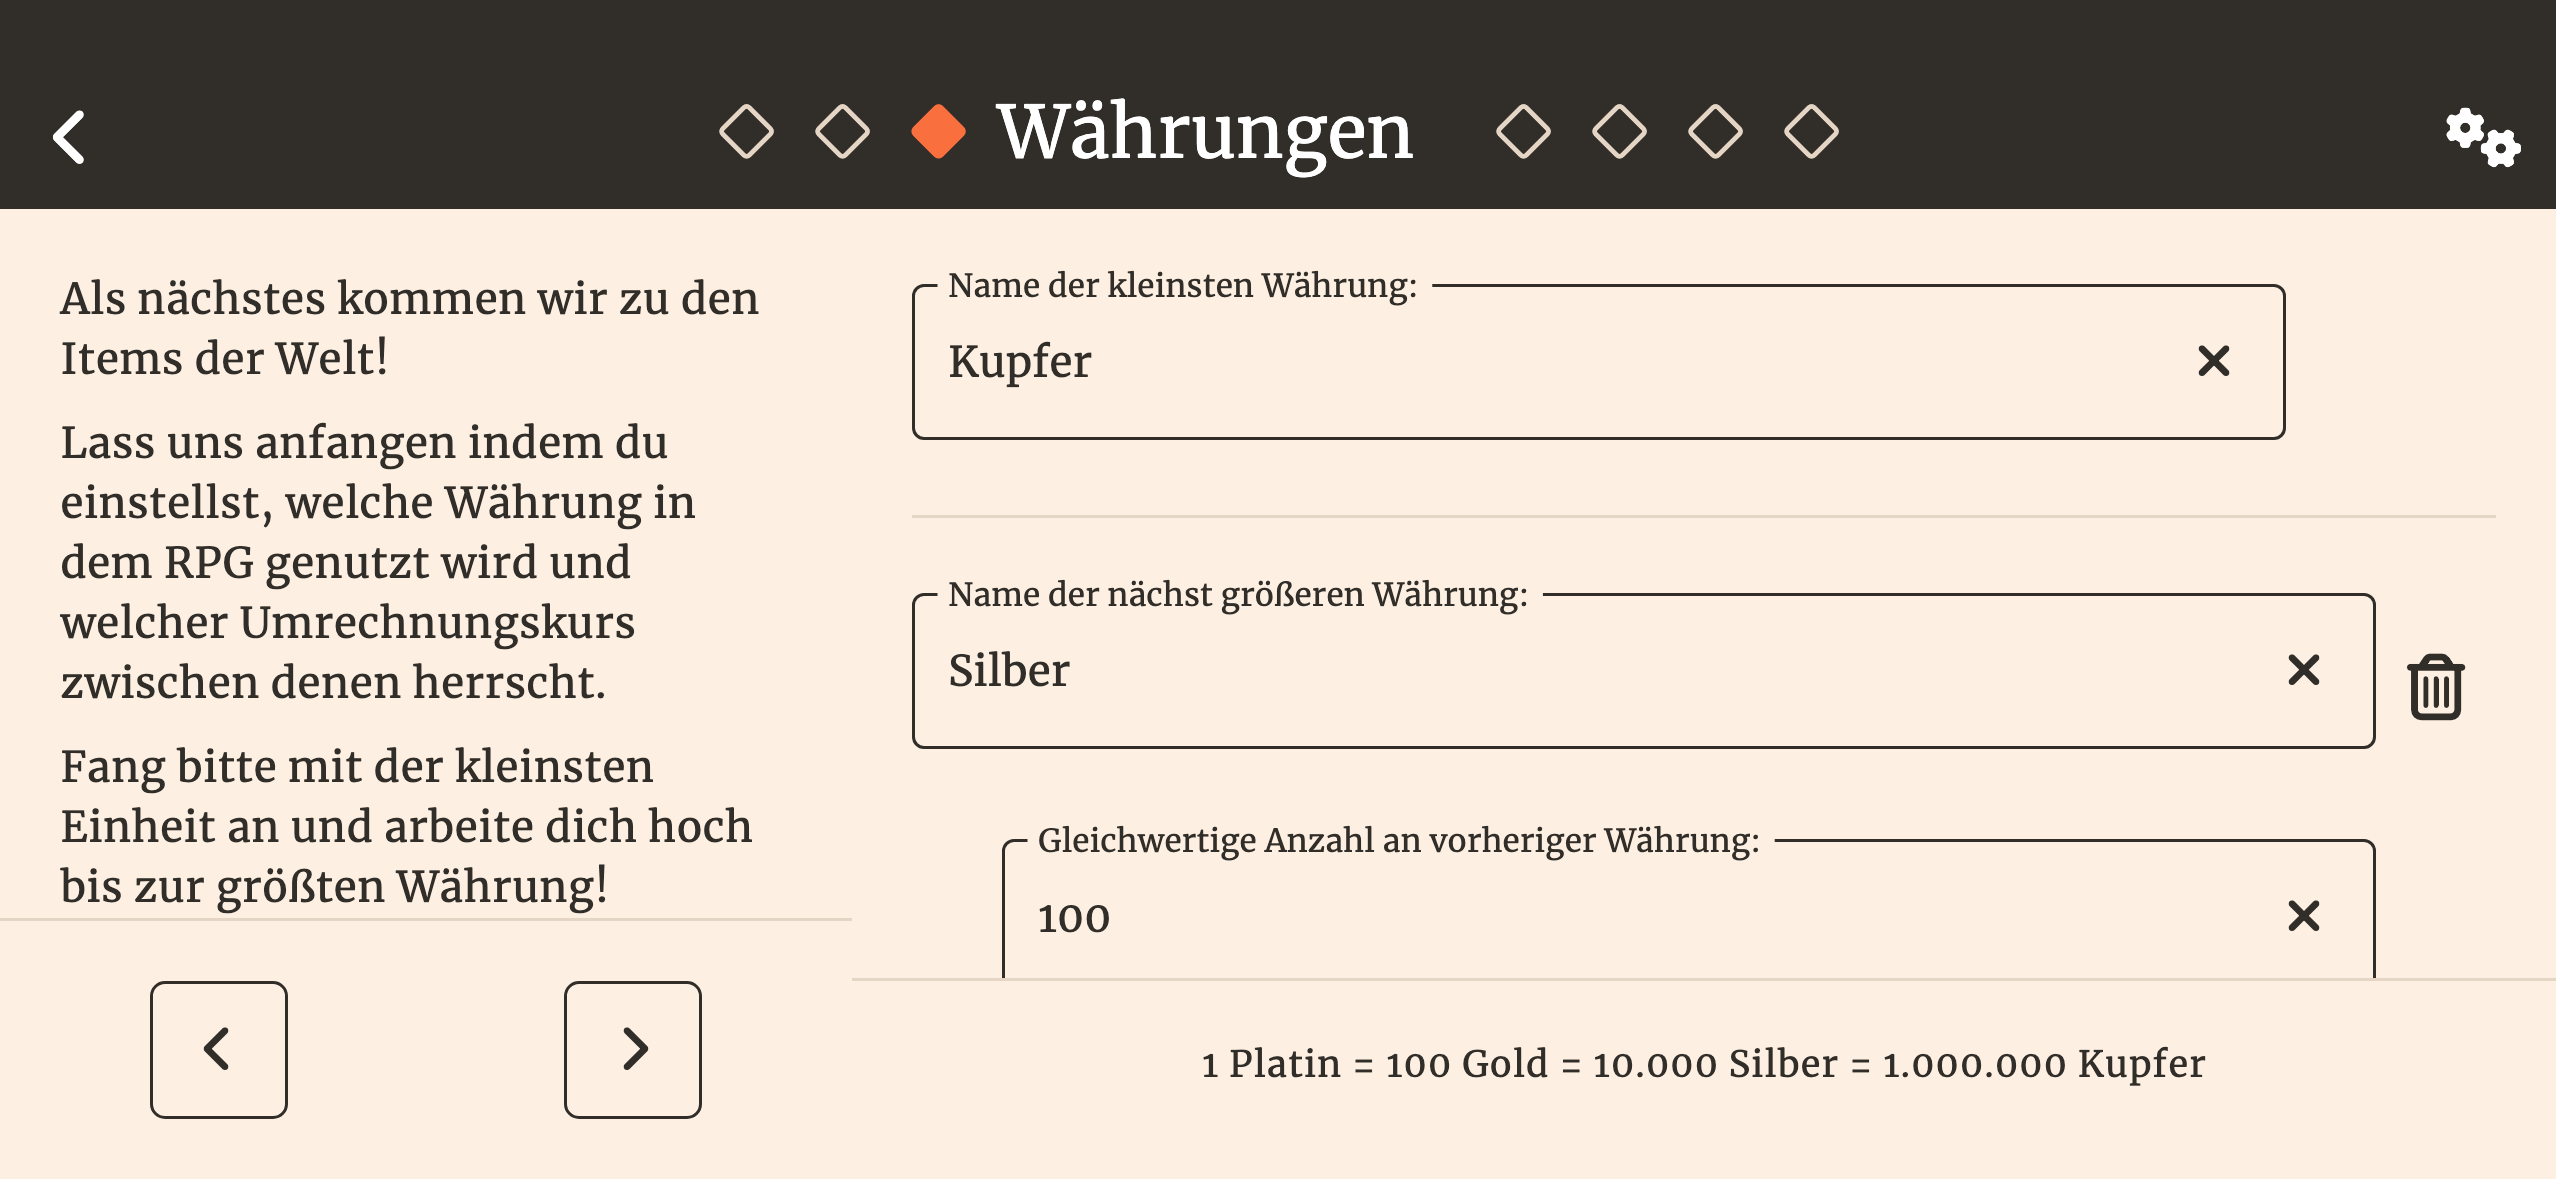 Währungen
Als nächstes kommen wir zu den
Items der Welt!
Lass uns anfangen indem du
einstellst, welche Währung in
dem RPG genutzt wird und
welcher Umrechnungskurs
zwischen denen herrscht.
Fang bitte mit der kleinsten
Einheit an und arbeite dich hoch
bis zur größten Währung!
Name der kleinsten Währung:
Kupfer
Name der nächst größeren Währung:
Silber
Gleichwertige Anzahl an vorheriger Währung:
100
1 Platin = 100 Gold = 10.000 Silber = 1.000.000 Kupfer